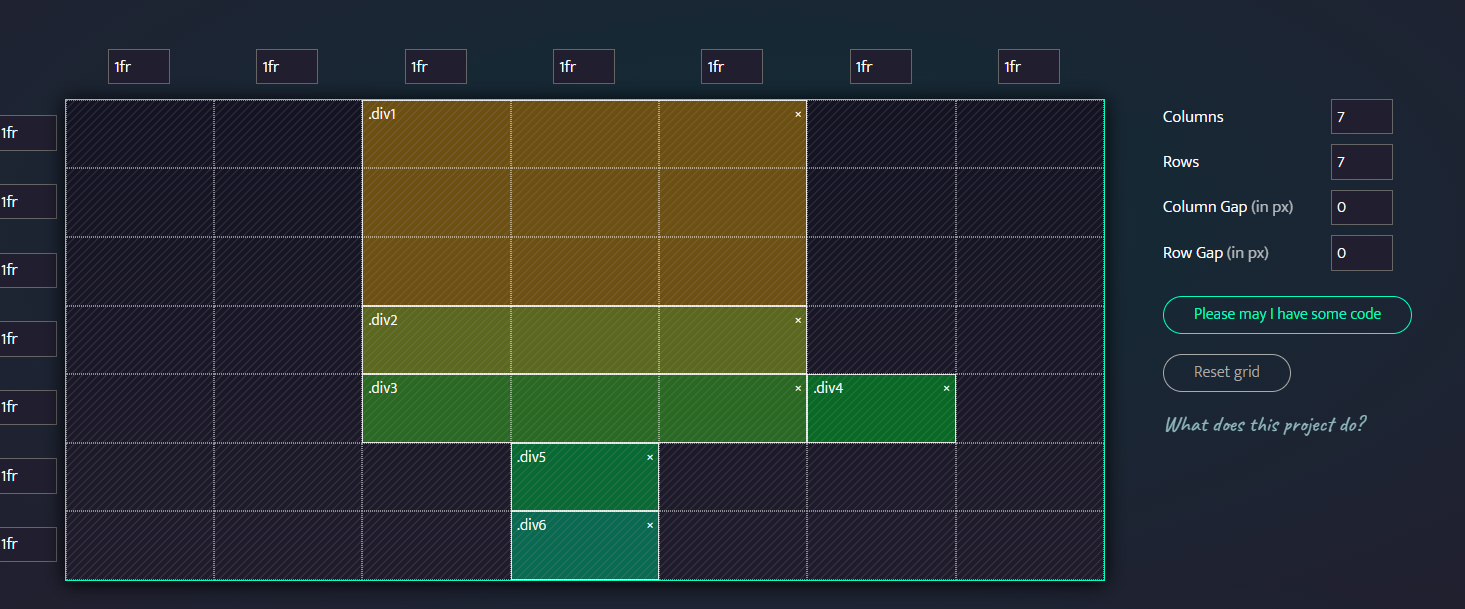 1fr 1fr 1fr 1fr 1fr 1fr 1fr
.div1 ×
Columns 7
1fr
Rows 7
1fr
Column Gap (in px) 0
Row Gap (in px) 0
1fr
.div2 ×
Please may I have some code
1fr
Reset grid
.div3 ×
.div4 ×
1fr
What does this project do?
.div5 ×
1fr
.div6 ×
1fr